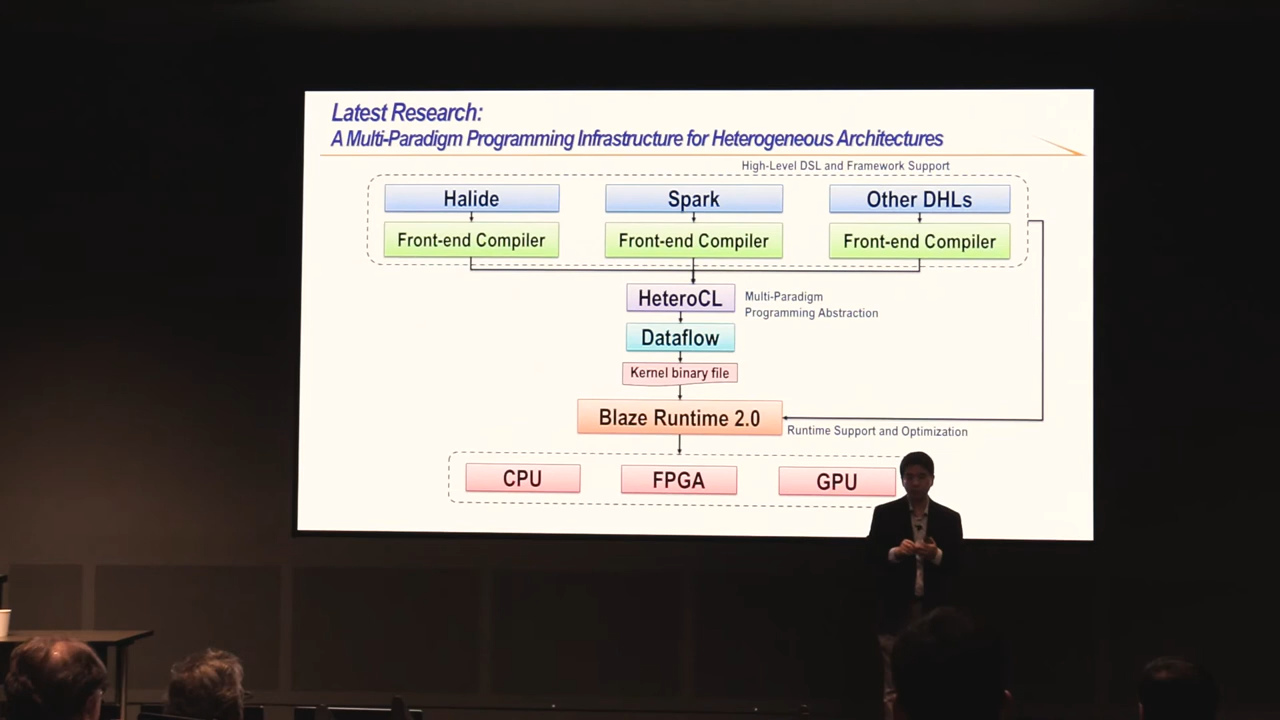 Latest Research:
A Multi-Paradigm Programming Infrastructure for Heterogeneous Architectures
High-Level DSL and Framework Support
Halide
Spark
Other DHLs
Front-end Compiler
Front-end Compiler
Front-end Compiler
HeteroCL
Multi-Paradigm
Programming Abstraction
Dataflow
Kernel binary file
Blaze Runtime 2.0
Runtime Support and Optimization
CPU
FPGA
GPU